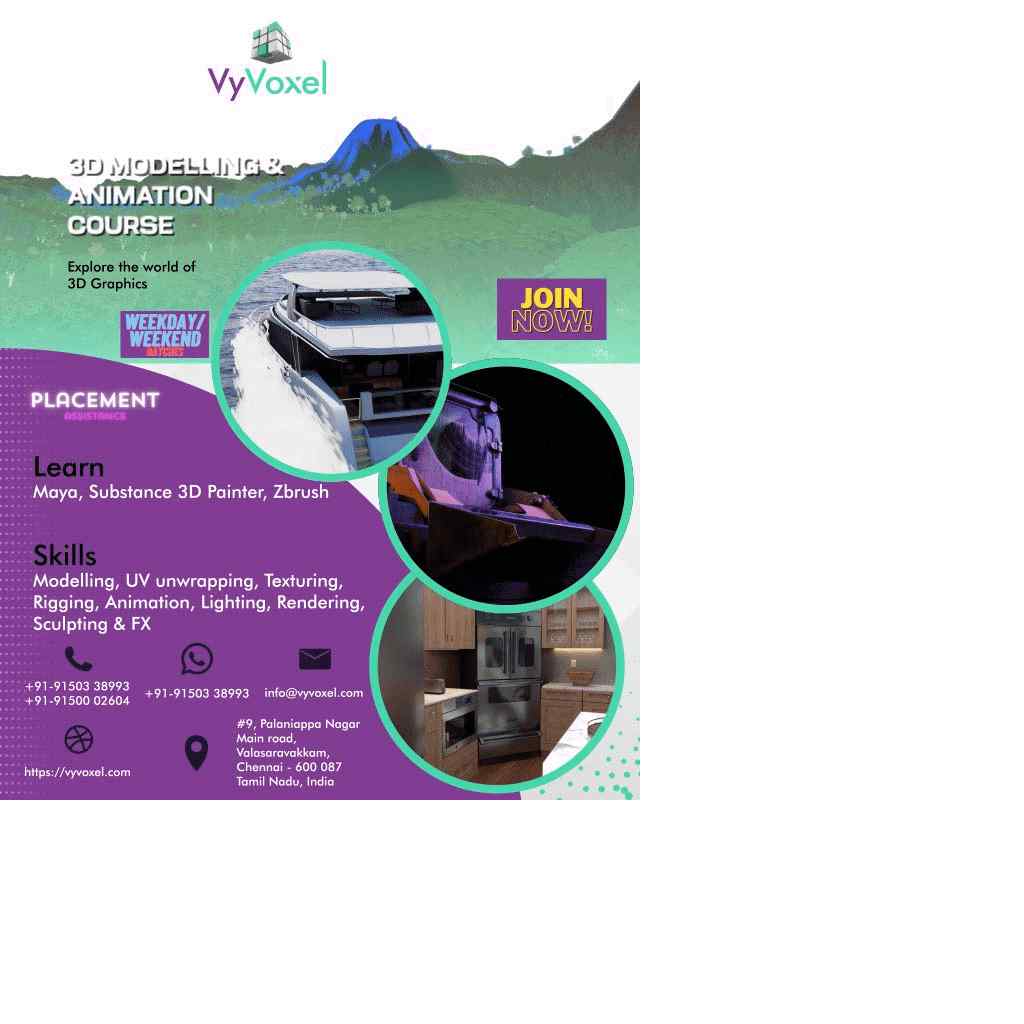 VyVoxel
3D MODELLING &
ANIMATION
COURSE
Explore the world of
3D Graphics
WEEKDAY/
WEEKEND
BATCHES
JOIN
NOW!
PLACEMENT
ASSISTANCE
Learn
Maya, Substance 3D Painter, Zbrush
Skills
Modelling, UV unwrapping, Texturing,
Rigging, Animation, Lighting, Rendering,
Sculpting & FX
+91-91503 38993
+91-91500 02604
+91-91503 38993
info@vyvoxel.com
https://vyvoxel.com
#9, Palaniappa Nagar
Main road,
Valasaravakkam,
Chennai - 600 087
Tamil Nadu, India